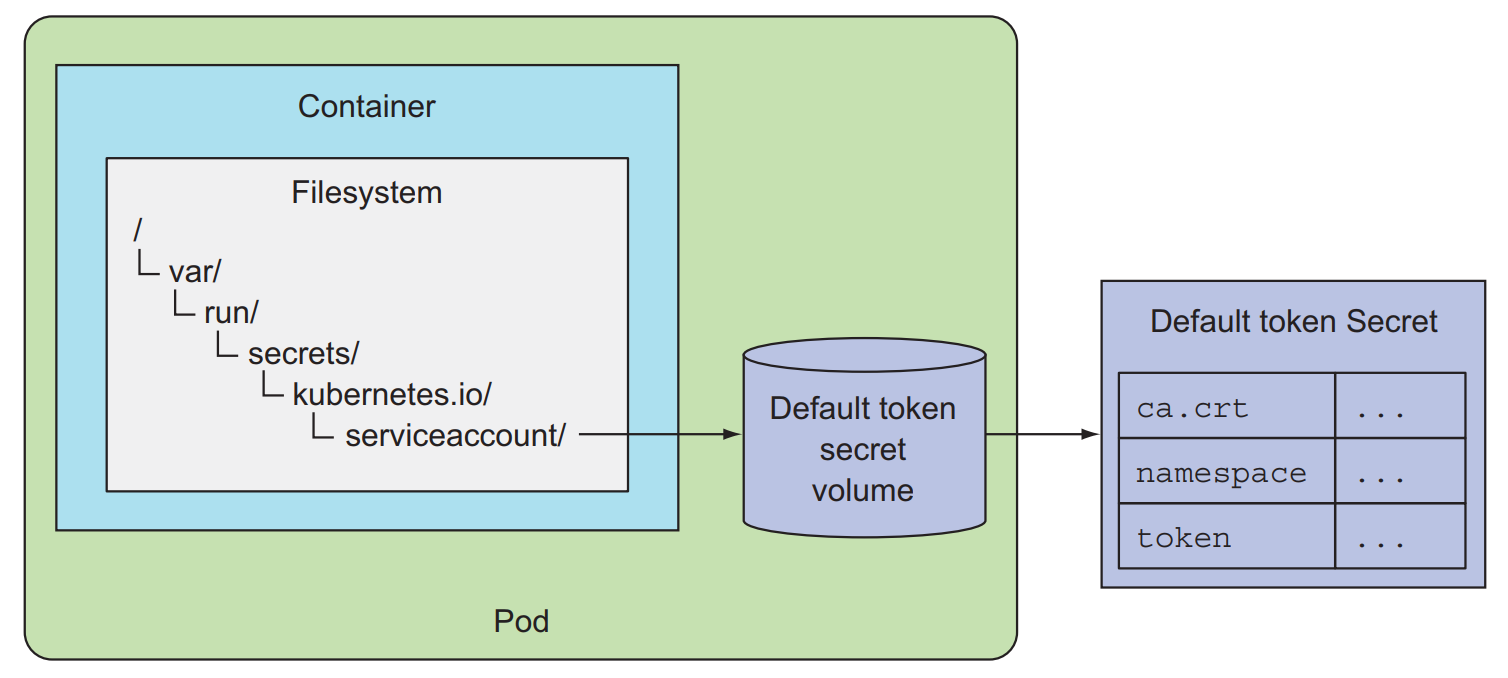 Container
Filesystem
/
var/
run/
secrets/
kubernetes.io/
serviceaccount/
Default token
secret
volume
Pod
Default token Secret
ca.crt ...
namespace ...
token ...